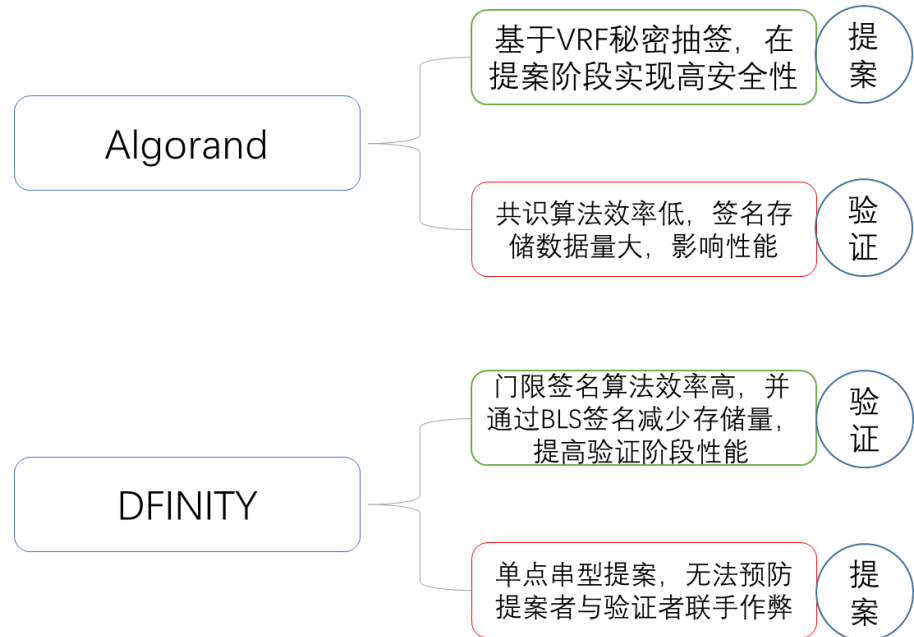 Algorand
基于VRF秘密抽签，在
提案阶段实现高安全性
提
案
共识算法效率低，签名存
储数据量大，影响性能
验
证
DFINITY
门限签名算法效率高，并
通过BLS签名减少存储量，
提高验证阶段性能
验
证
单点串型提案，无法预防
提案者与验证者联手作弊
提
案